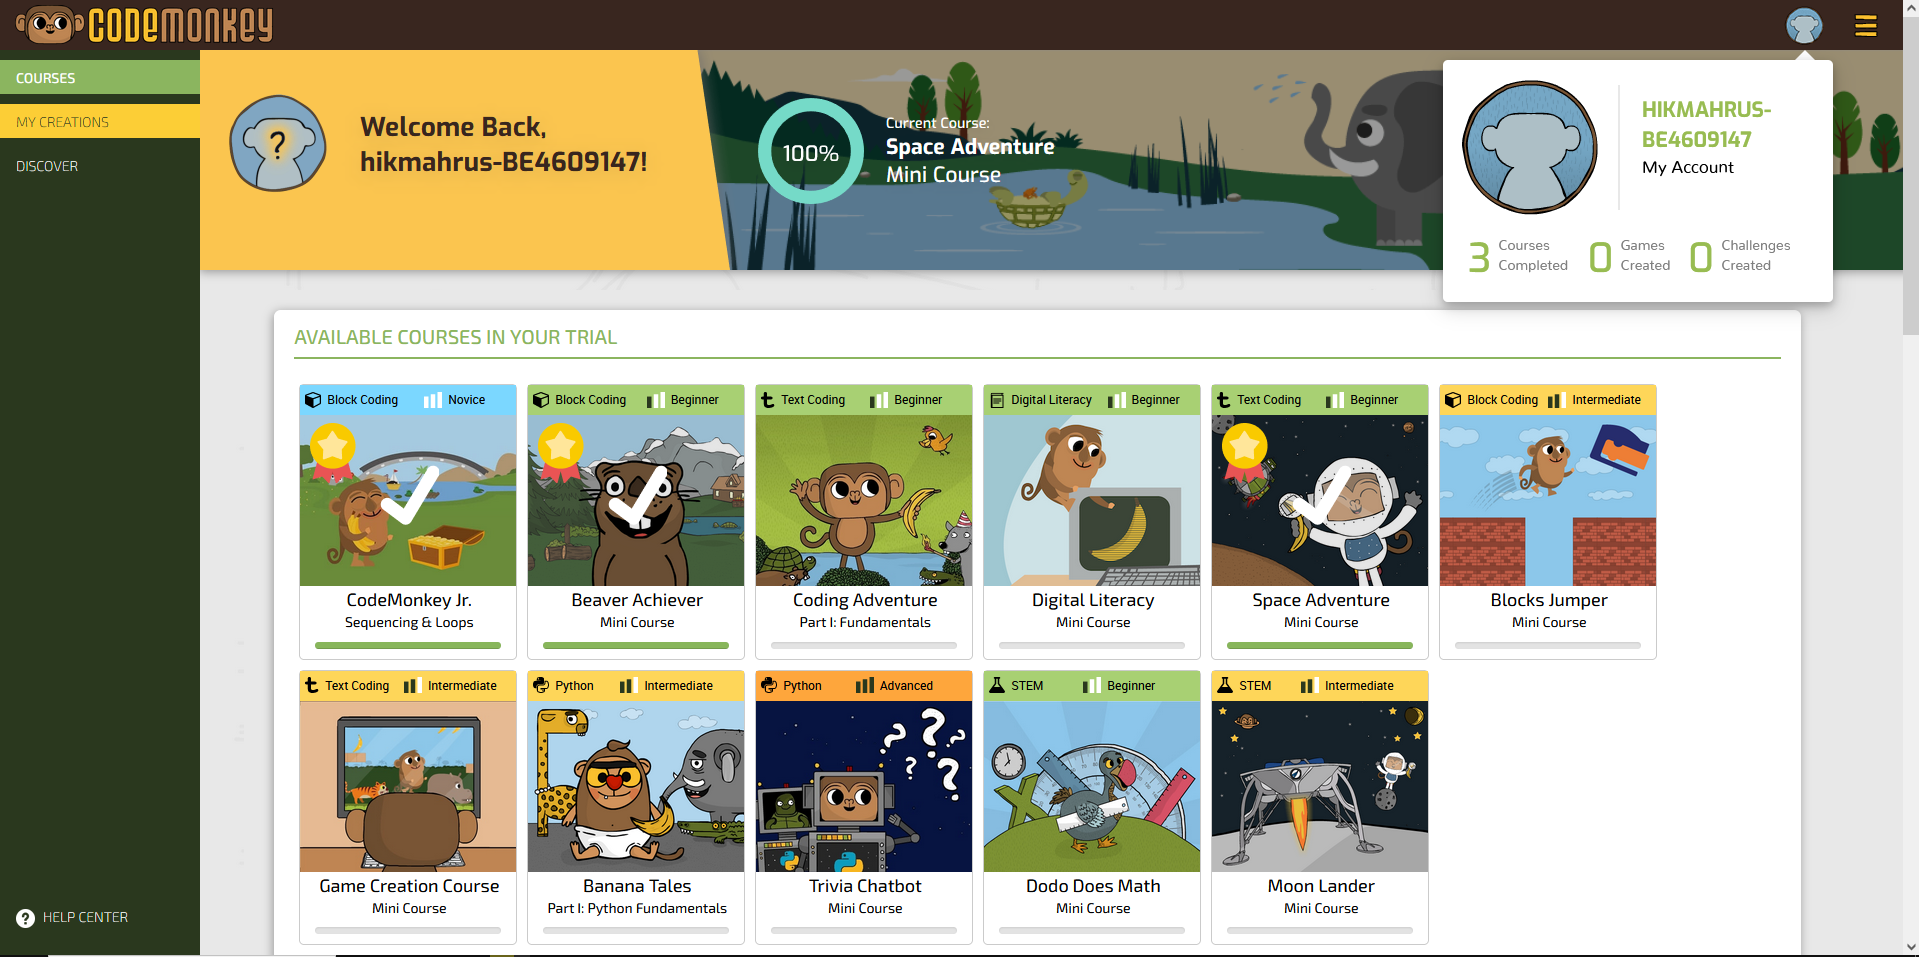 CODEMONKEY
COURSES
MY CREATIONS
DISCOVER
HELP CENTER
?
Welcome Back,
hikmahrus-BE4609147!
100%
Current Course:
Space Adventure
Mini Course
HIKMAHRUS-
BE4609147
My Account
3 Courses Completed
0 Games Created
0 Challenges Created
AVAILABLE COURSES IN YOUR TRIAL
Block Coding Novice
CodeMonkey Jr.
Sequencing & Loops
Block Coding Beginner
Beaver Achiever
Mini Course
Text Coding Beginner
Coding Adventure
Part I: Fundamentals
Digital Literacy Beginner
Digital Literacy
Mini Course
Text Coding Beginner
Space Adventure
Mini Course
Block Coding Intermediate
Blocks Jumper
Mini Course
Text Coding Intermediate
Game Creation Course
Mini Course
Python Intermediate
Banana Tales
Part I: Python Fundamentals
Python Advanced
? ? ? ? ?
Trivia Chatbot
Mini Course
STEM Beginner
Dodo Does Math
Mini Course
STEM Intermediate
Moon Lander
Mini Course